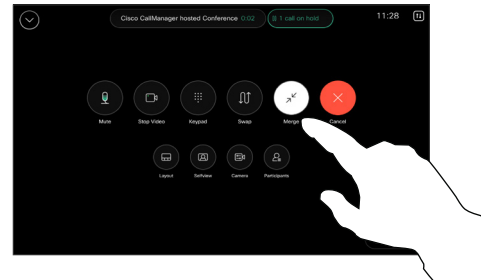 Cisco CallManager hosted Conference 0:02
1 call on hold
11:28
Mute
Stop Video
Keypad
Swap
Merge
Cancel
Layout
Selfview
Camera
Participants